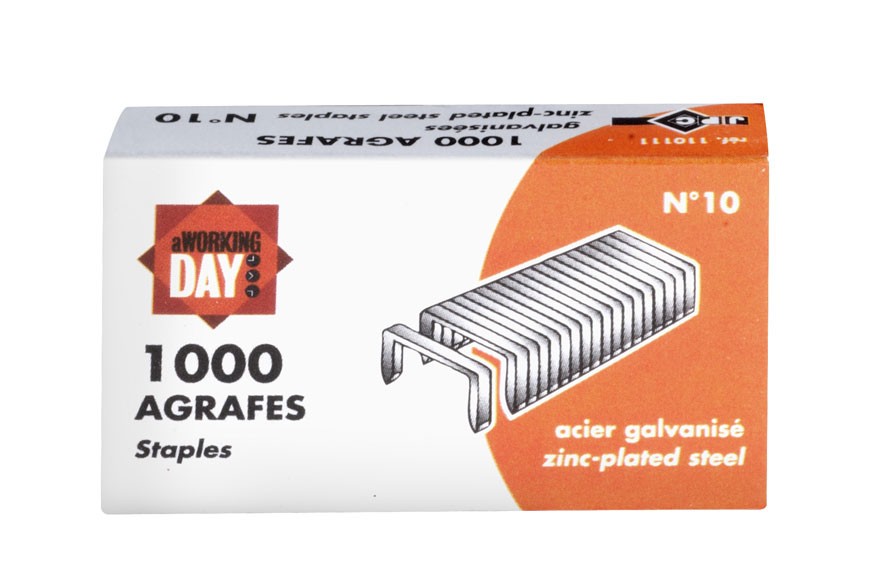 N°10
1000 AGRAFES
galvanisées
zinc-plated steel staples
JPC
réf. 110111
N°10
aWORKING
DAY
1000
AGRAFES
Staples
acier galvanisé
zinc-plated steel